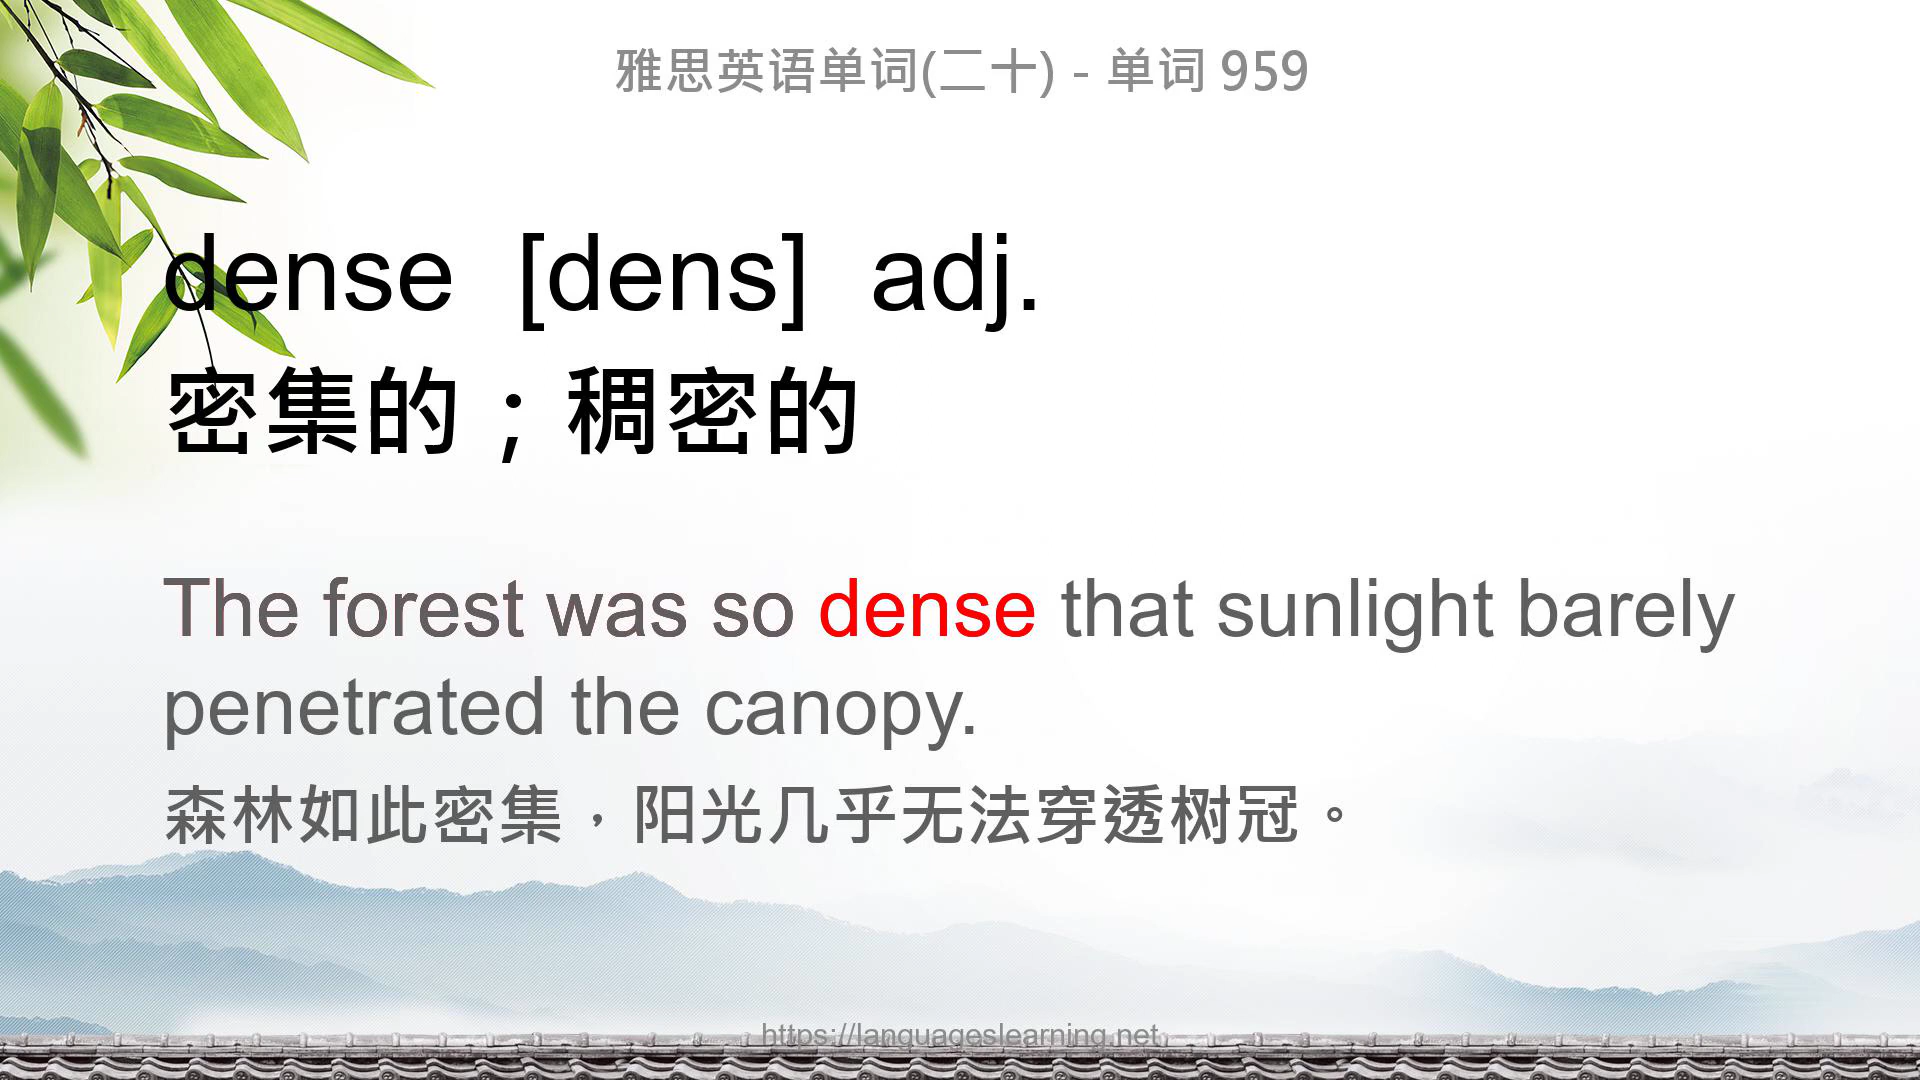 雅思英语单词(二十) - 单词 959
dense [dens] adj.
密集的；稠密的
The forest was so dense that sunlight barely
penetrated the canopy.
森林如此密集，阳光几乎无法穿透树冠。
https://languageslearning.net